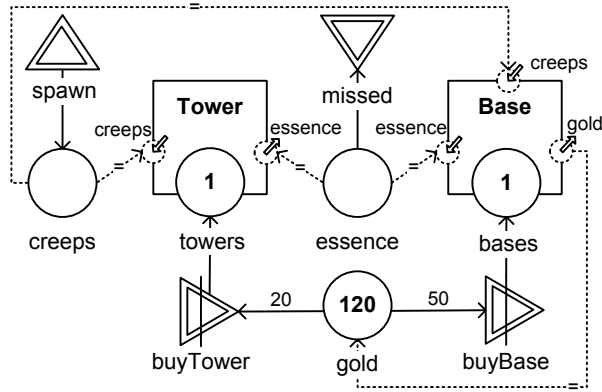 =
creeps
spawn
Tower
missed
Base
gold
creeps
essence
essence
=
=
=
1
1
creeps
towers
essence
bases
20
120
50
buyTower
gold
buyBase
=